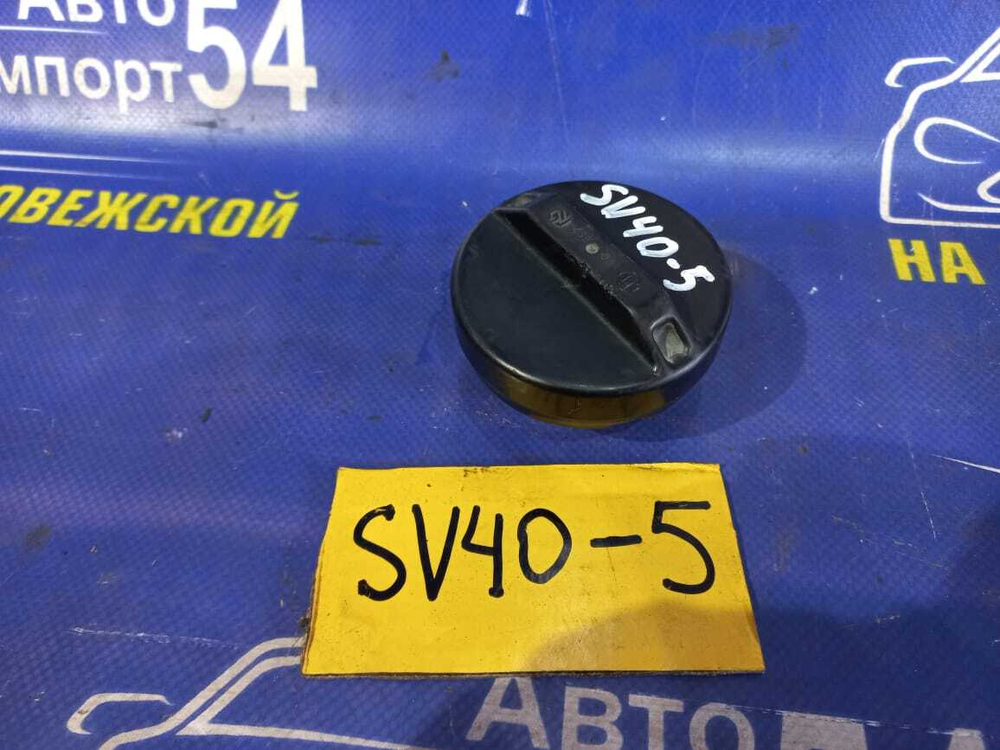 Авто
мпорт 54
ОВЕЖСКОЙ
НА
SV40-5
SV40-5
АВТО